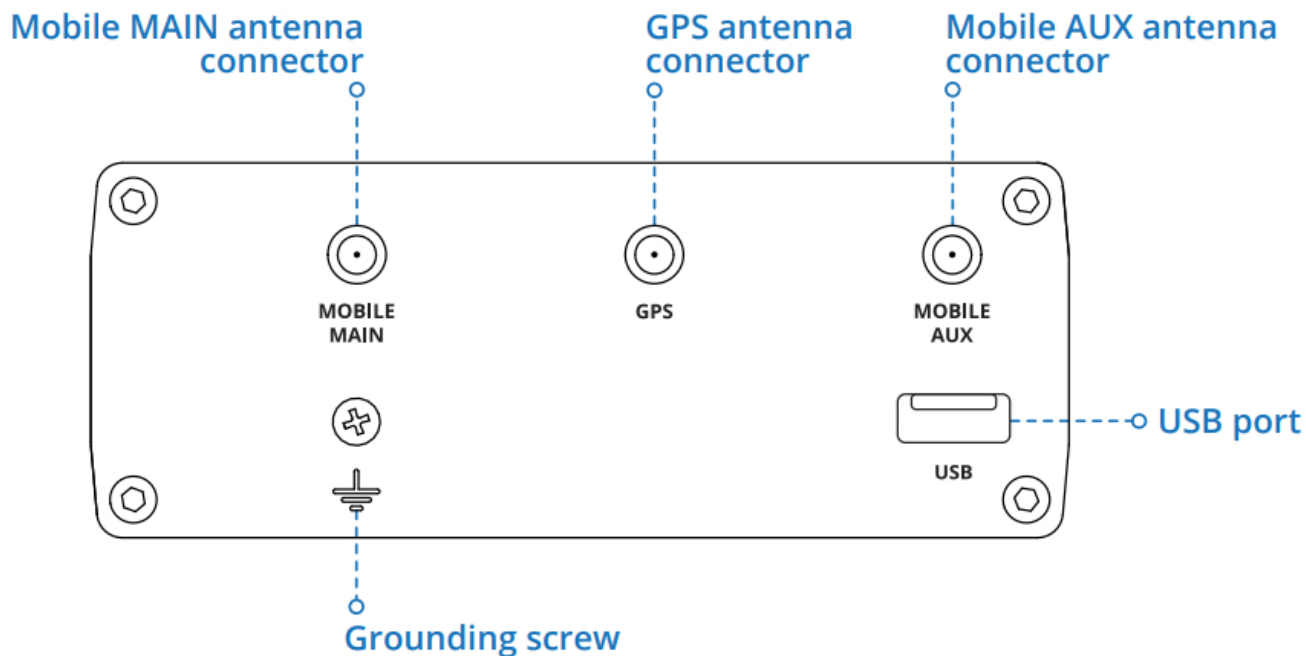 Mobile MAIN antenna
connector
GPS antenna
connector
Mobile AUX antenna
connector
MOBILE
MAIN
GPS
MOBILE
AUX
USB port
USB
Grounding screw